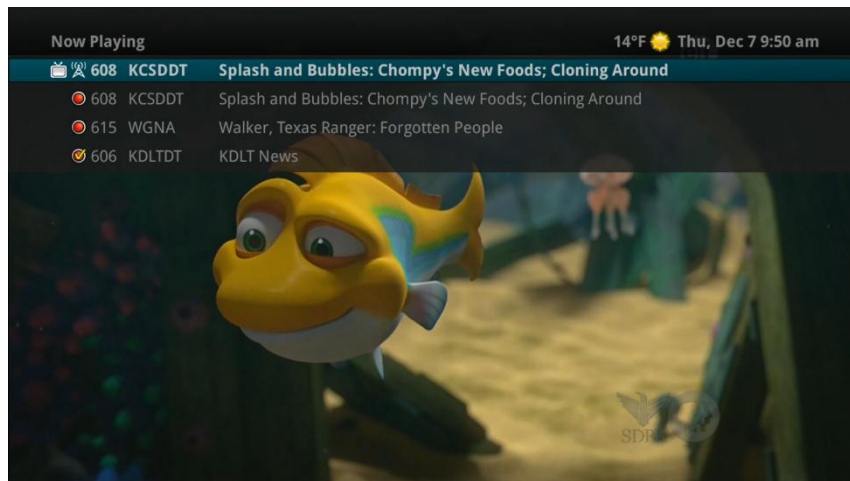 Now Playing 14°F Thu, Dec 7 9:50 am
608 KCSDDT Splash and Bubbles: Chompy's New Foods; Cloning Around
608 KCSDDT Splash and Bubbles: Chompy's New Foods; Cloning Around
615 WGNA Walker, Texas Ranger: Forgotten People
606 KDLTDT KDLT News